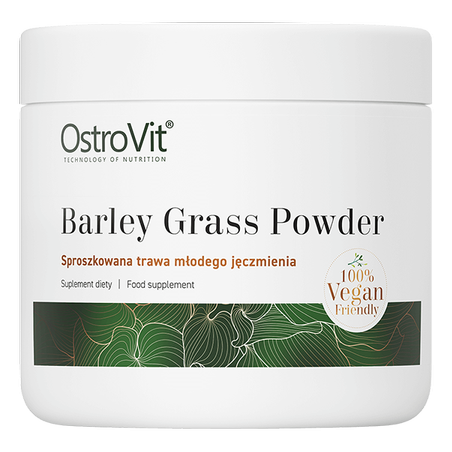 OstroVit®
TECHNOLOGY OF NUTRITION
Barley Grass Powder
Sproszkowana trawa młodego jęczmienia
Suplement diety | Food supplement
100%
Vegan
Friendly